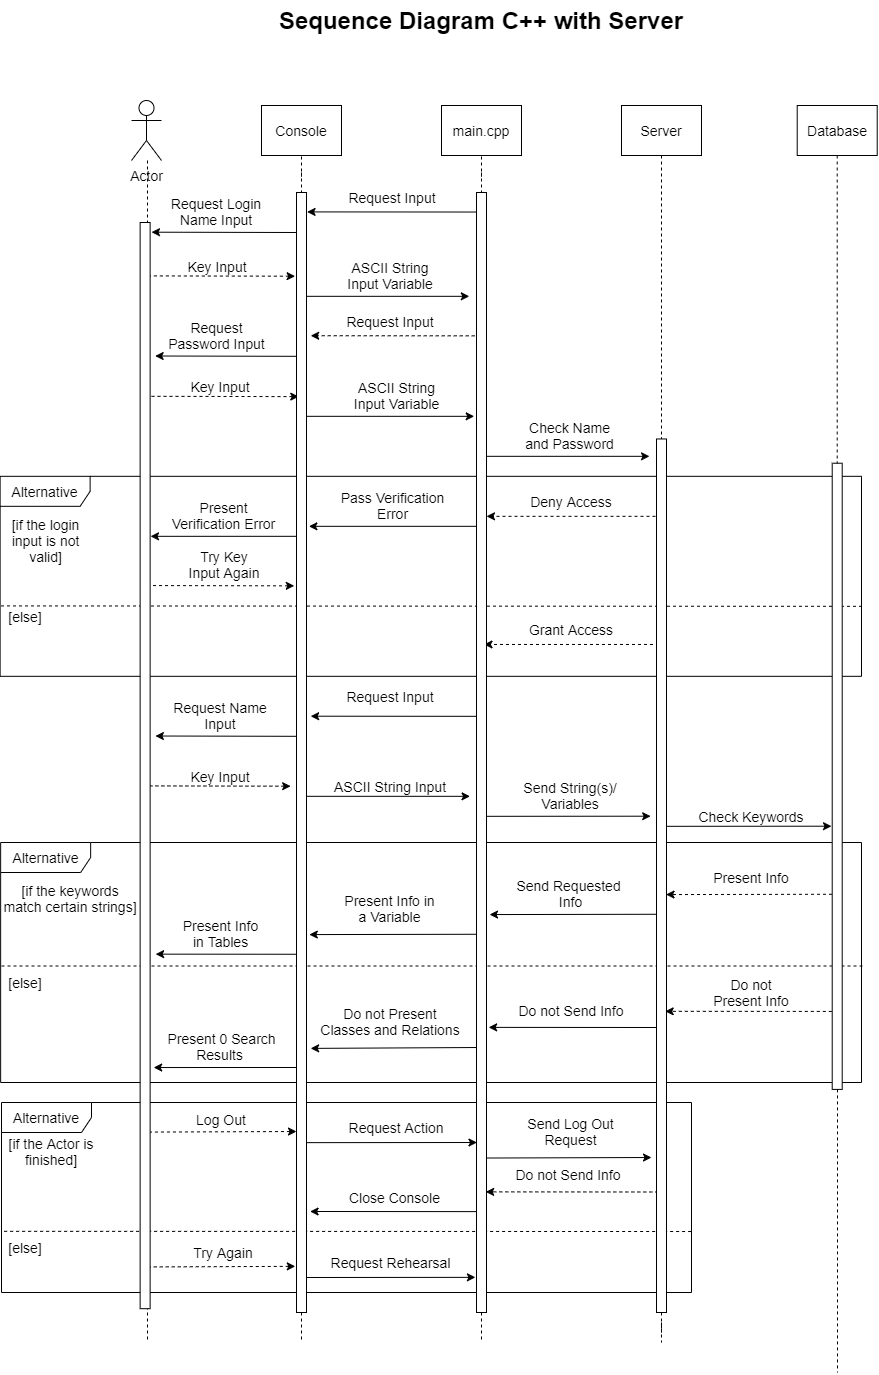 Sequence Diagram C++ with Server
Actor
Console
main.cpp
Server
Database
Request Input
Request Login
Name Input
Key Input
ASCII String
Input Variable
Request Input
Request
Password Input
Key Input
ASCII String
Input Variable
Check Name
and Password
Alternative
[if the login
input is not
valid]
Deny Access
Pass Verification
Error
Present
Verification Error
Try Key
Input Again
[else]
Grant Access
Request Input
Request Name
Input
Key Input
ASCII String Input
Send String(s)/
Variables
Check Keywords
Alternative
[if the keywords
match certain strings]
Present Info
Send Requested
Info
Present Info in
a Variable
Present Info
in Tables
[else]
Do not
Present Info
Do not Send Info
Do not Present
Classes and Relations
Present 0 Search
Results
Alternative
[if the Actor is
finished]
Log Out
Request Action
Send Log Out
Request
Do not Send Info
Close Console
[else]
Try Again
Request Rehearsal